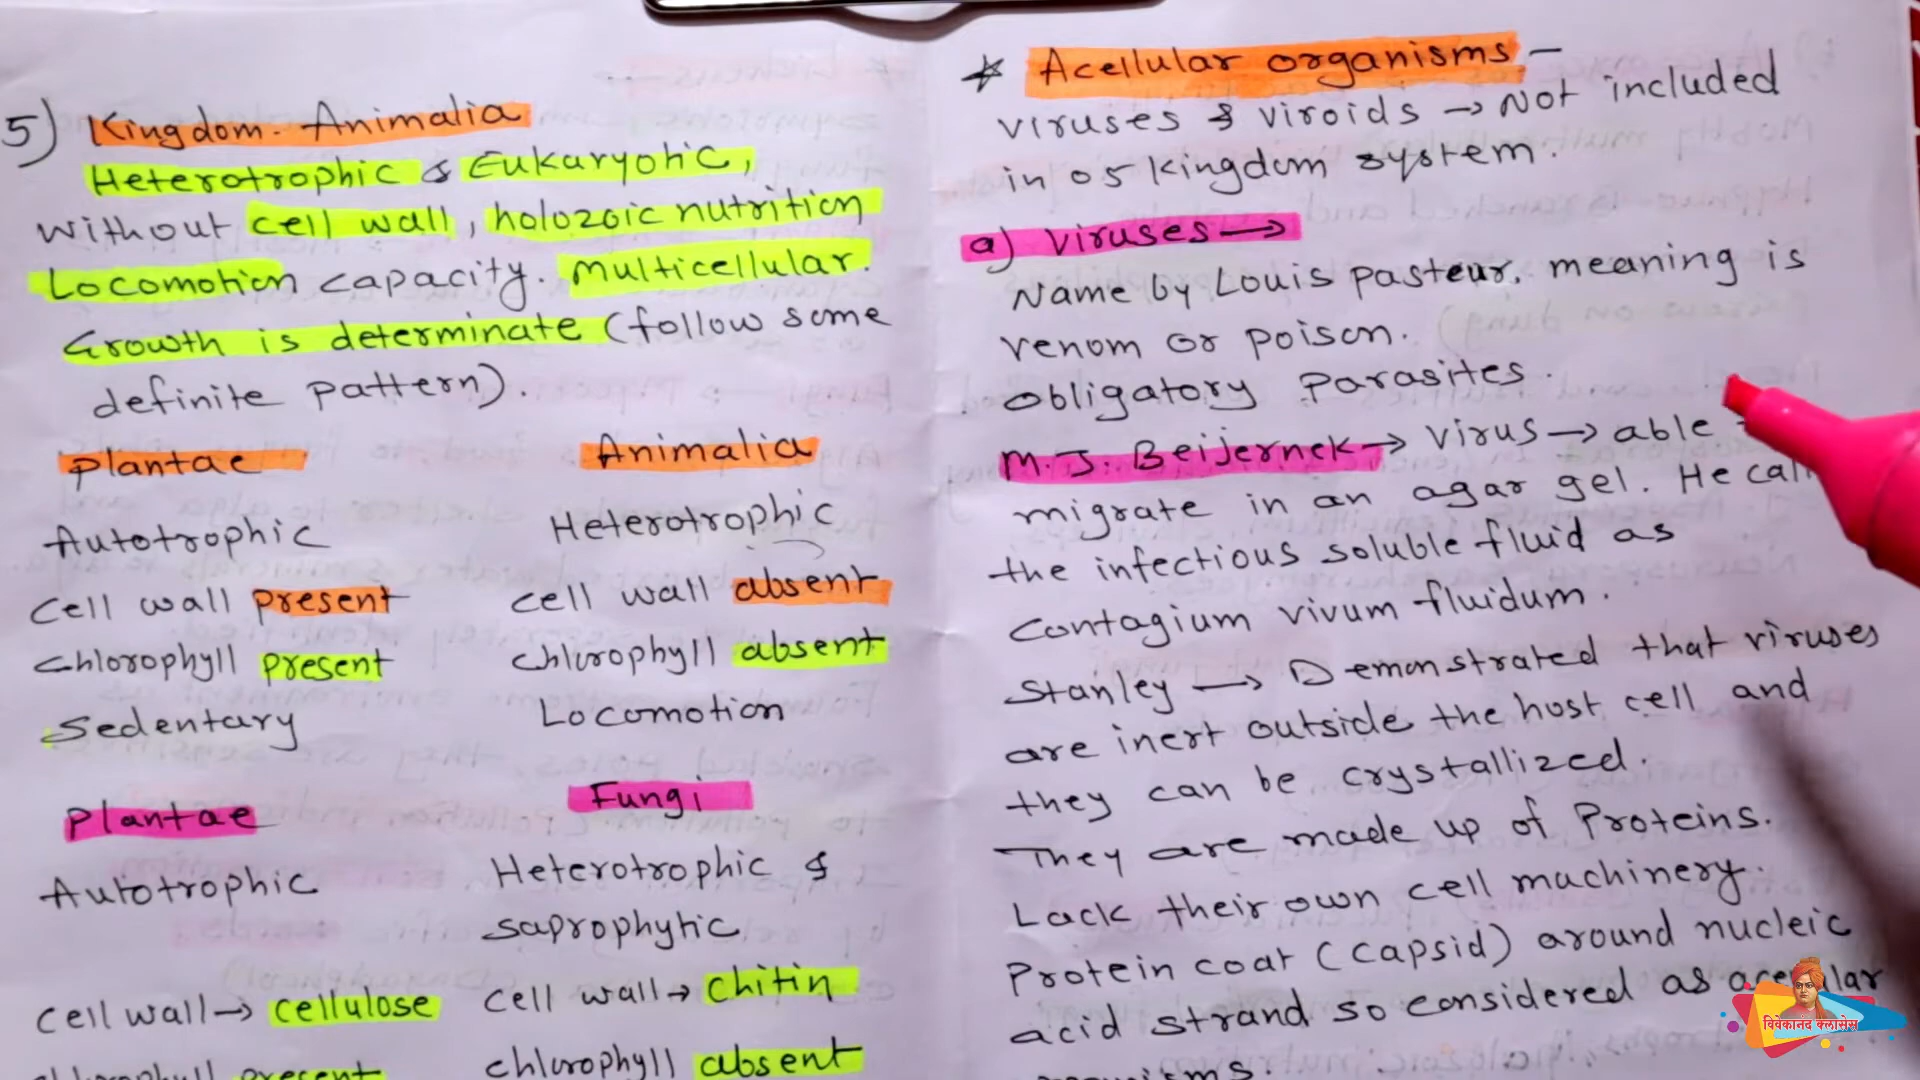 5) Kingdom - Animalia
Heterotrophic & Eukaryotic,
without cell wall, holozoic nutrition
Locomotion capacity. Multicellular.
Growth is determinate (follow some
definite pattern).
Plantae Animalia
Autotrophic Heterotrophic
Cell wall present cell wall absent
Chlorophyll present chlorophyll absent
Sedentary Locomotion
Plantae Fungi
Autotrophic Heterotrophic &
saprophytic
Cell wall → cellulose cell wall → chitin
chlorophyll present chlorophyll absent
* Acellular organisms -
viruses & viroids → Not included
in 05 kingdom system.
a) Viruses →
Name by Louis Pasteur, meaning is
venom or poison.
Obligatory Parasites.
M.J. Beijernek → virus → able
migrate in an agar gel. He call
the infectious soluble fluid as
Contagium vivum fluidum.
Stanley → Demonstrated that viruses
are inert outside the host cell and
they can be crystallized.
They are made up of Proteins.
Lack their own cell machinery.
Protein coat (capsid) around nucleic
acid strand so considered as acellular
विवेकानंद क्लासेस